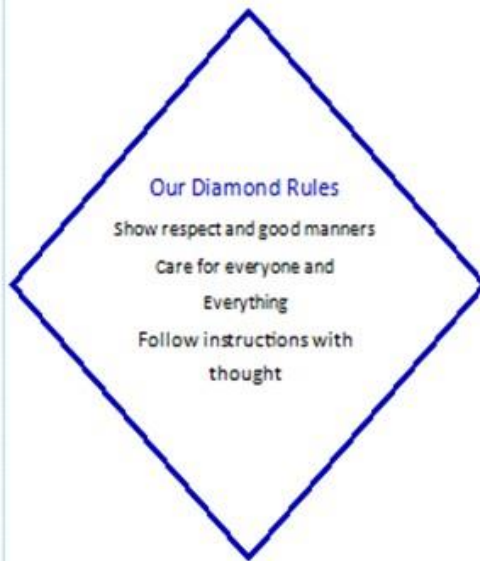 Our Diamond Rules
Show respect and good manners
Care for everyone and
Everything
Follow instructions with
thought